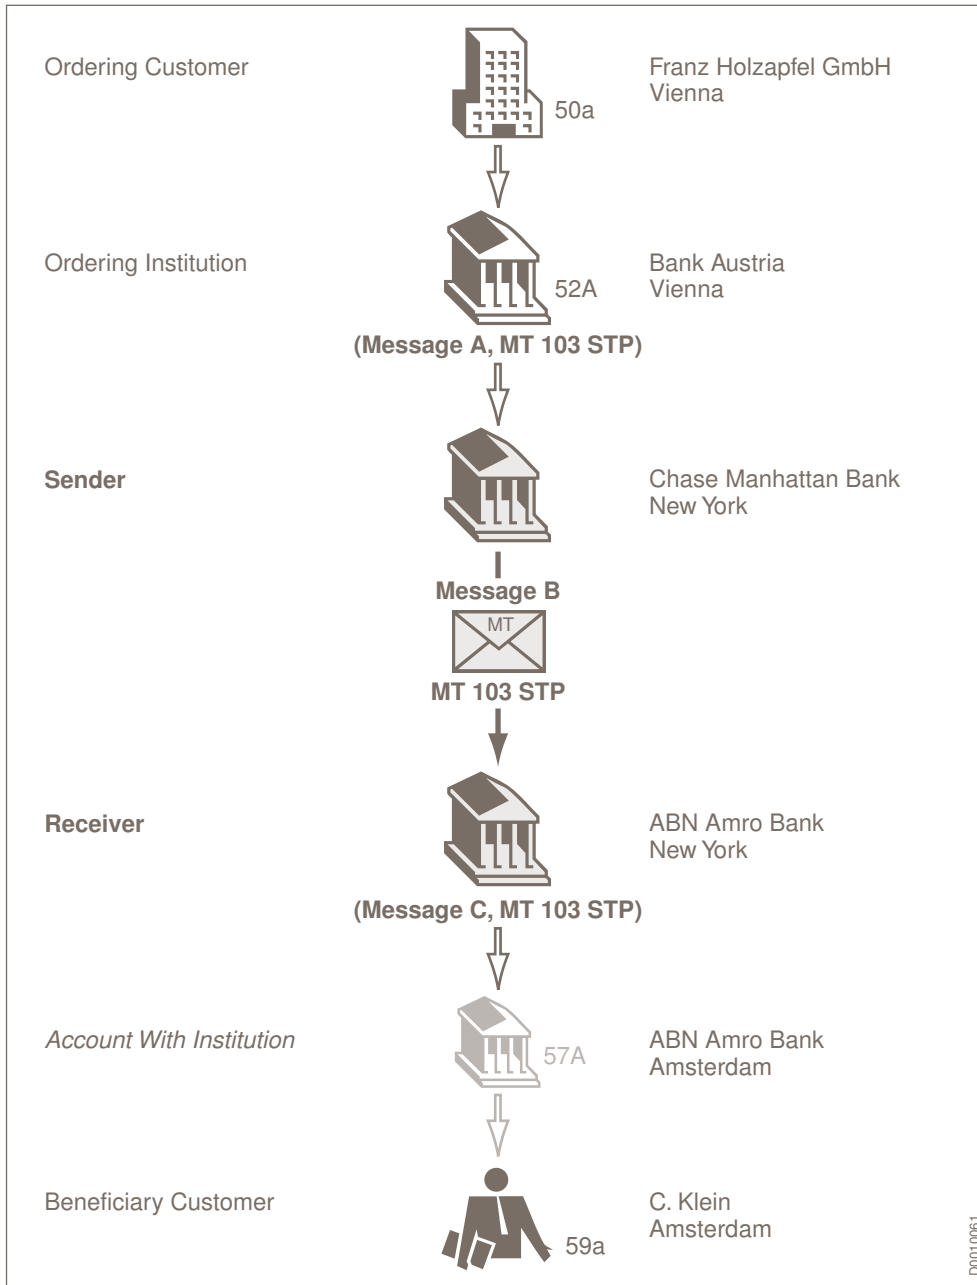 Ordering Customer
50a
Franz Holzapfel GmbH
Vienna
Ordering Institution
52A
Bank Austria
Vienna
(Message A, MT 103 STP)
Sender
Chase Manhattan Bank
New York
Message B
MT
MT 103 STP
Receiver
ABN Amro Bank
New York
(Message C, MT 103 STP)
Account With Institution
57A
ABN Amro Bank
Amsterdam
Beneficiary Customer
59a
C. Klein
Amsterdam
D0010061